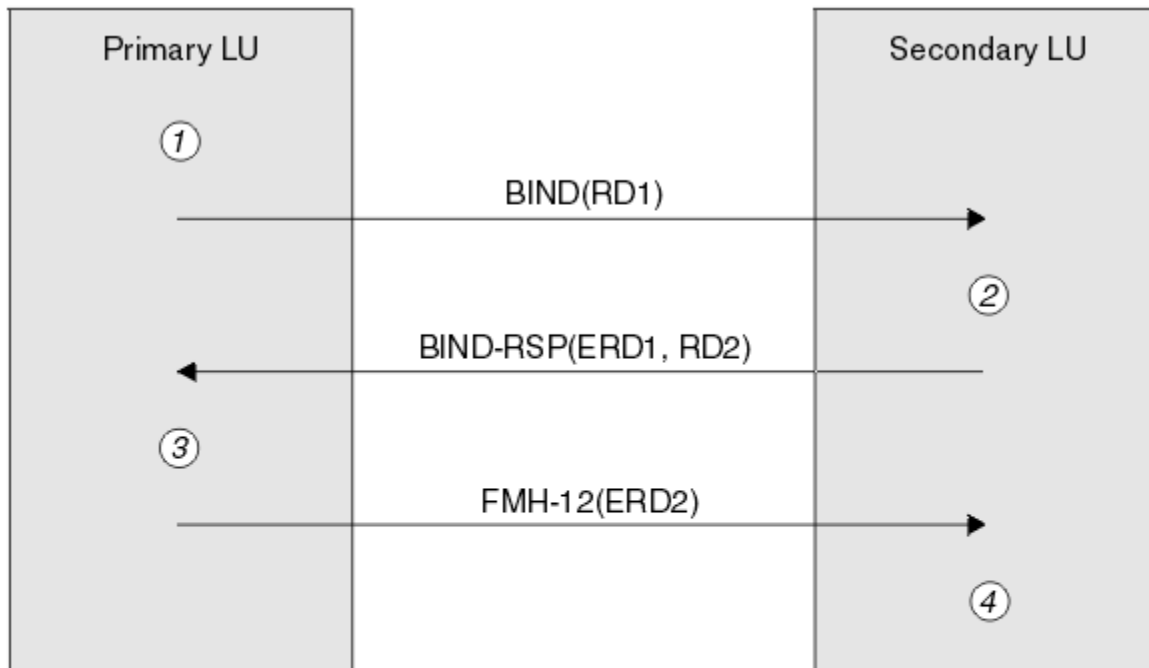 Primary LU
Secondary LU
1
BIND(RD1)
2
BIND-RSP(ERD1, RD2)
3
FMH-12(ERD2)
4